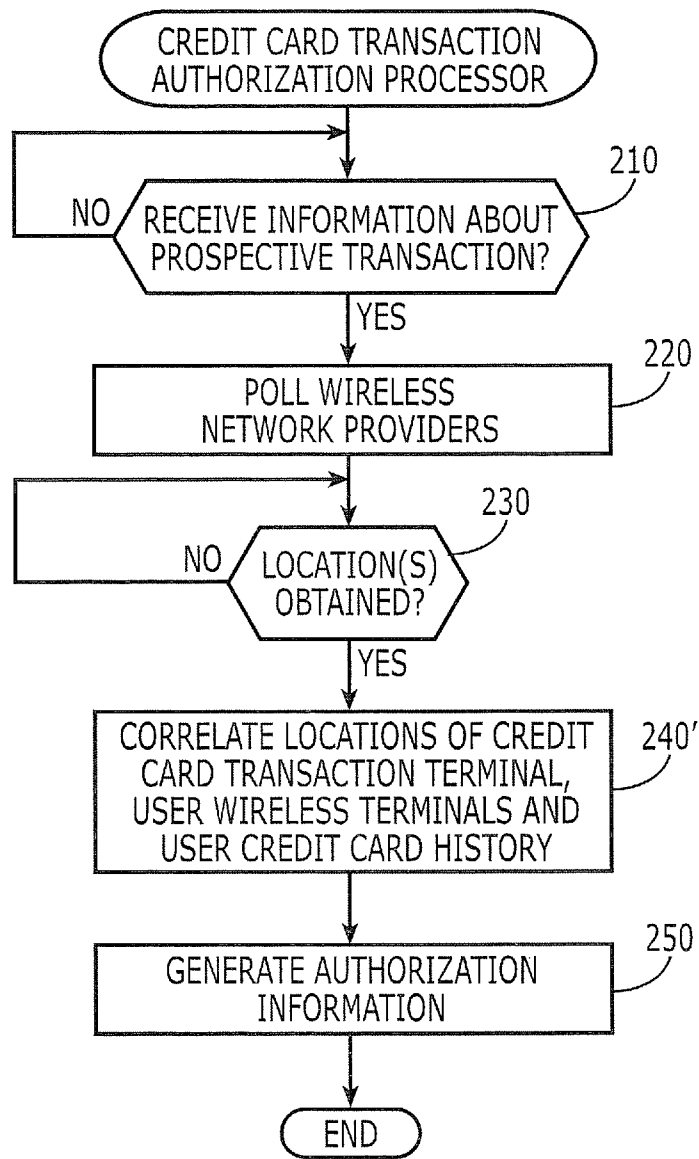 CREDIT CARD TRANSACTION
AUTHORIZATION PROCESSOR
210
NO
RECEIVE INFORMATION ABOUT
PROSPECTIVE TRANSACTION?
YES
220
POLL WIRELESS
NETWORK PROVIDERS
230
NO
LOCATION(S)
OBTAINED?
YES
240'
CORRELATE LOCATIONS OF CREDIT
CARD TRANSACTION TERMINAL,
USER WIRELESS TERMINALS AND
USER CREDIT CARD HISTORY
250
GENERATE AUTHORIZATION
INFORMATION
END